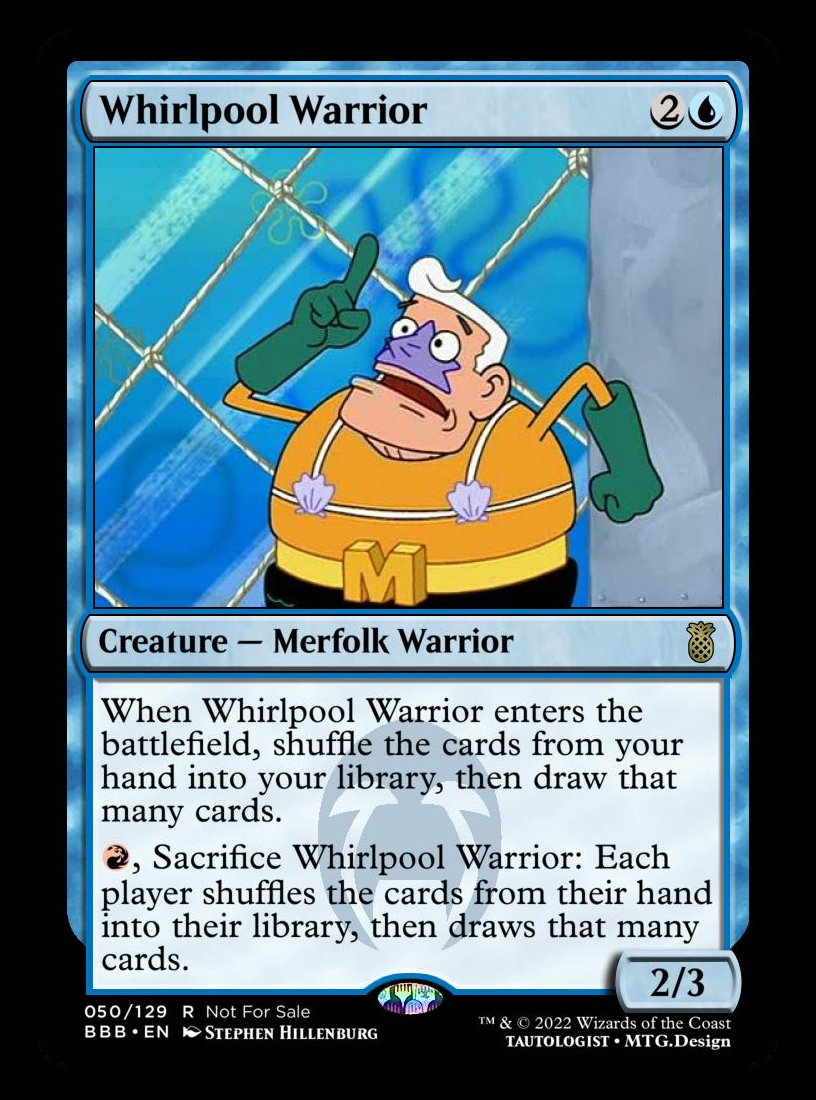 Whirlpool Warrior 2
M
Creature — Merfolk Warrior
When Whirlpool Warrior enters the
battlefield, shuffle the cards from your
hand into your library, then draw that
many cards.
, Sacrifice Whirlpool Warrior: Each
player shuffles the cards from their hand
into their library, then draws that many
cards.
2/3
050/129 R Not For Sale
BBB • EN STEPHEN HILLENBURG
™ & © 2022 Wizards of the Coast
TAUTOLOGIST • MTG.Design